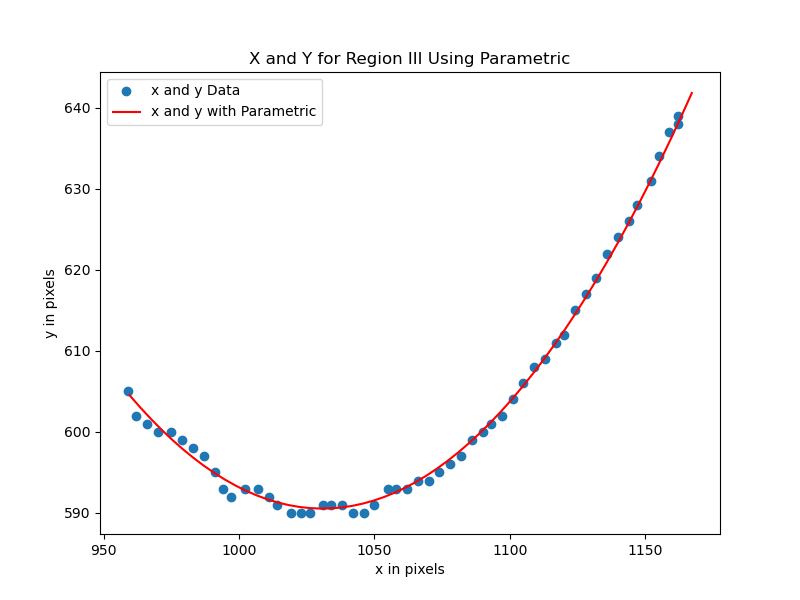 X and Y for Region III Using Parametric
x and y Data
x and y with Parametric
640
630
620
610
600
590
y in pixels
950
1000
1050
1100
1150
x in pixels